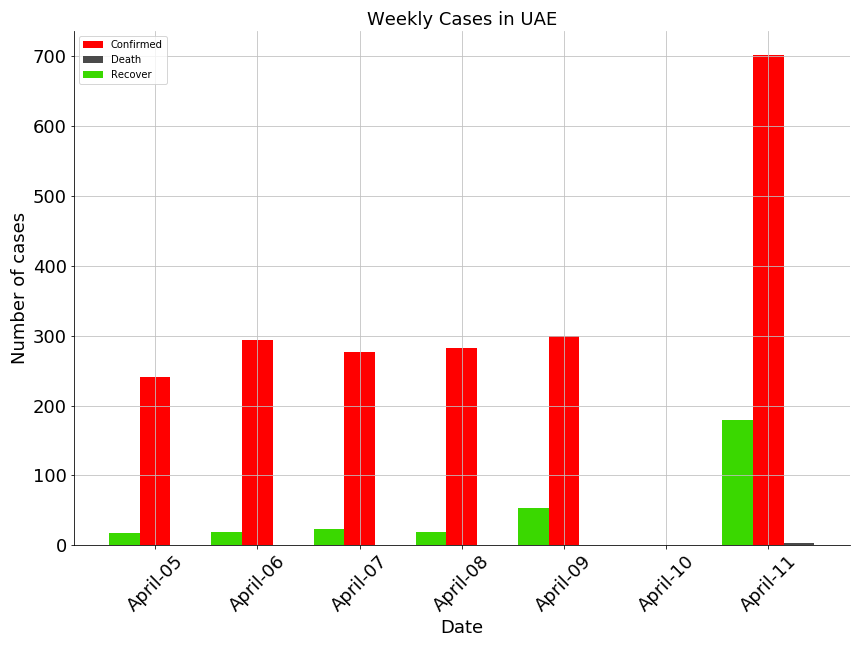 Weekly Cases in UAE
Confirmed
Death
Recover
Number of cases
700
600
500
400
300
200
100
0
April-05
April-06
April-07
April-08
April-09
April-10
April-11
Date